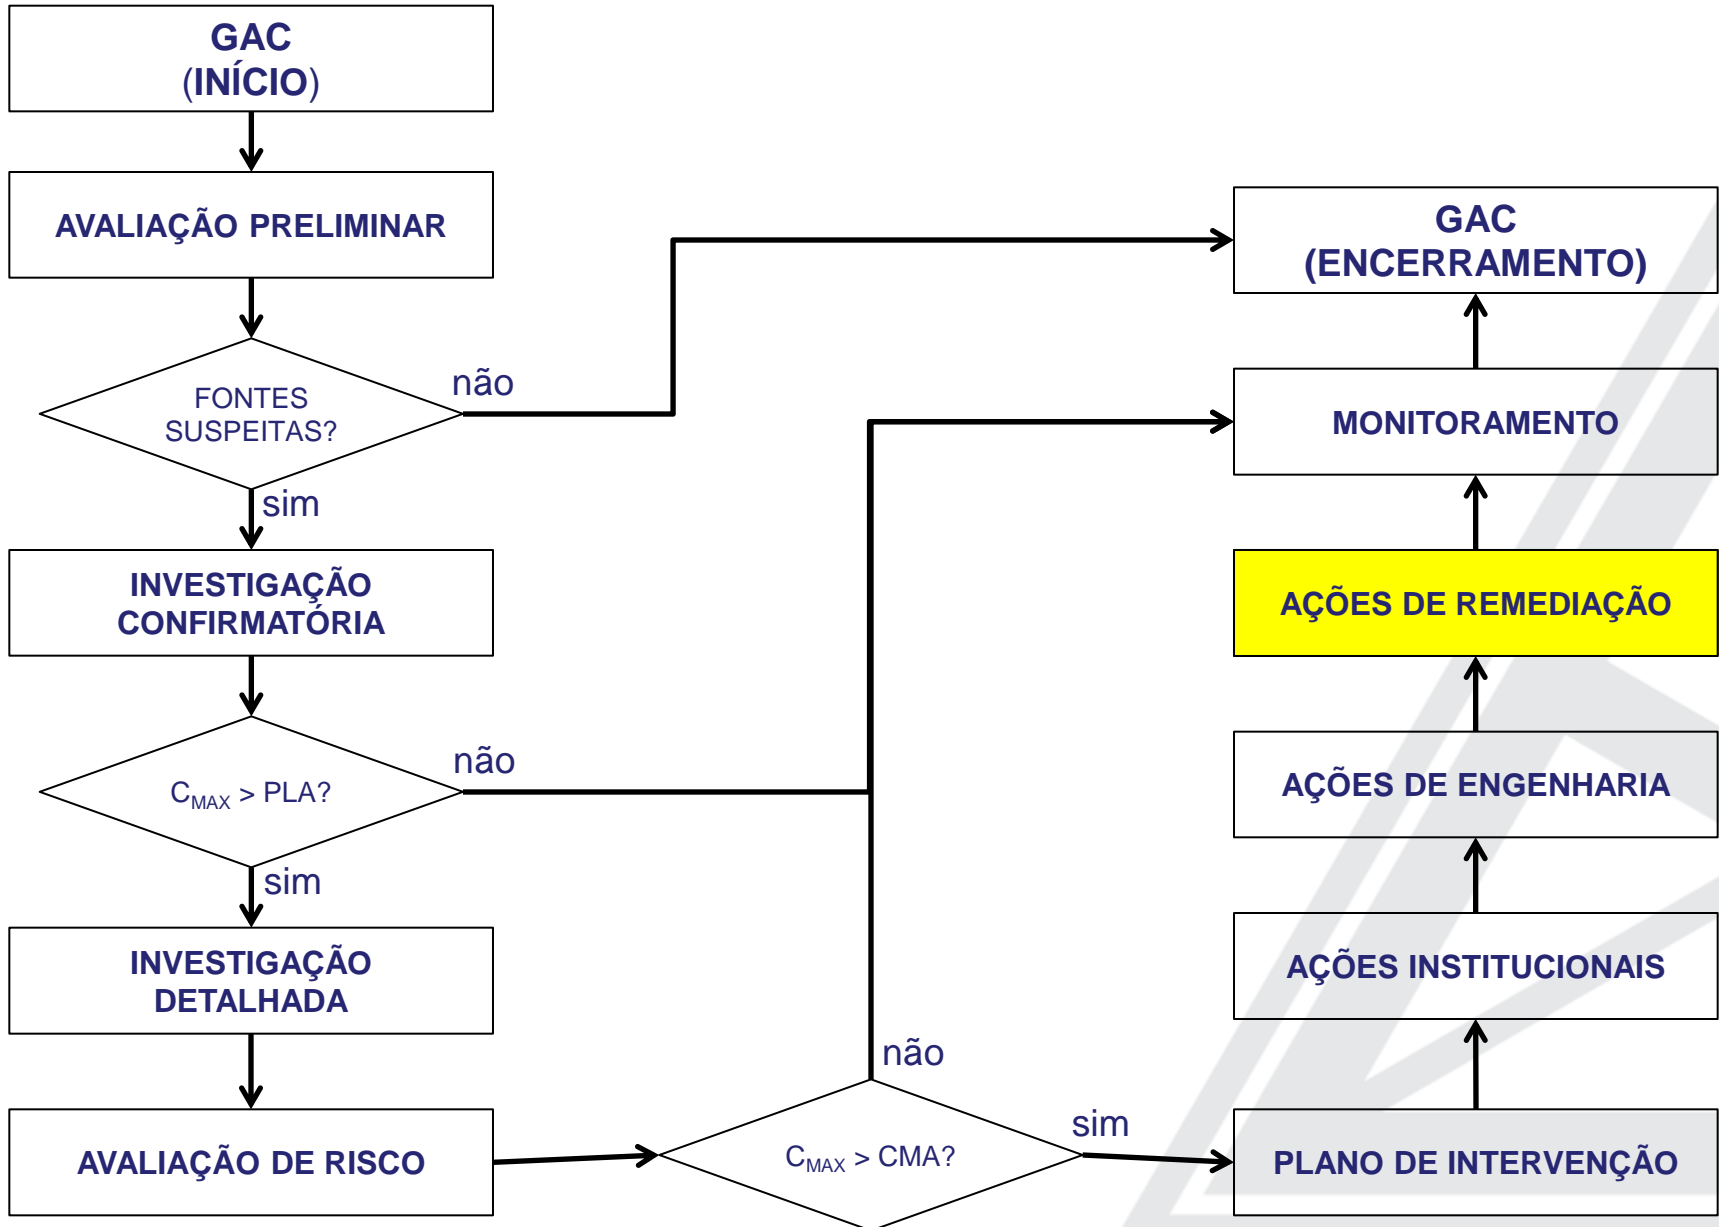 GAC
(INÍCIO)
AVALIAÇÃO PRELIMINAR
FONTES
SUSPEITAS?
não
sim
INVESTIGAÇÃO
CONFIRMATÓRIA
CMAX > PLA?
não
sim
INVESTIGAÇÃO
DETALHADA
AVALIAÇÃO DE RISCO
CMAX > CMA?
não
sim
PLANO DE INTERVENÇÃO
AÇÕES INSTITUCIONAIS
AÇÕES DE ENGENHARIA
AÇÕES DE REMEDIAÇÃO
MONITORAMENTO
GAC
(ENCERRAMENTO)